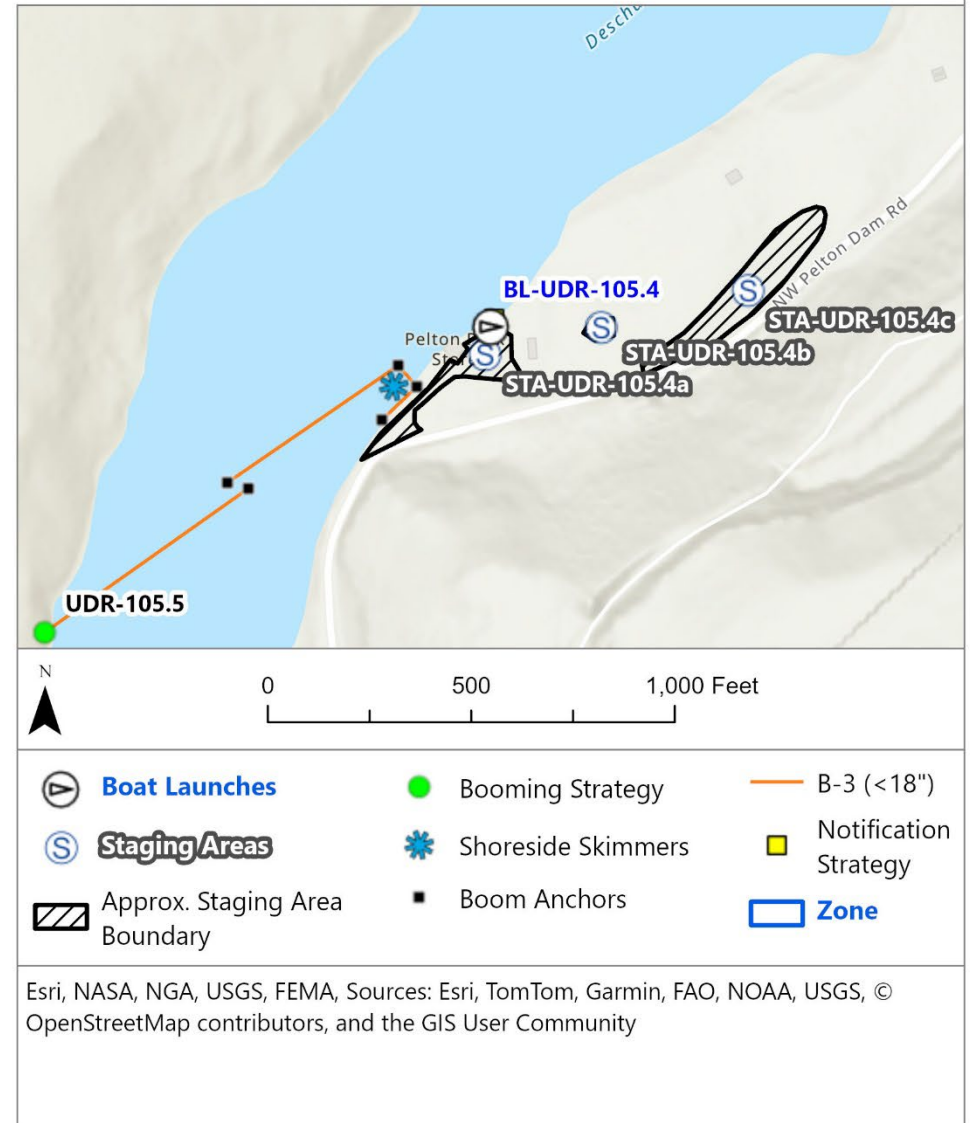 Deschu
NW Pelton Dam Rd
BL-UDR-105.4
STA-UDR-105.4c
Pelton
STA-UDR-105.4b
STA-UDR-105.4a
UDR-105.5
N
0 500 1,000 Feet
Boat Launches
Booming Strategy
B-3 (<18")
Staging Areas
Shoreside Skimmers
Notification
Strategy
Approx. Staging Area
Boundary
Boom Anchors
Zone
Esri, NASA, NGA, USGS, FEMA, Sources: Esri, TomTom, Garmin, FAO, NOAA, USGS, ©
OpenStreetMap contributors, and the GIS User Community